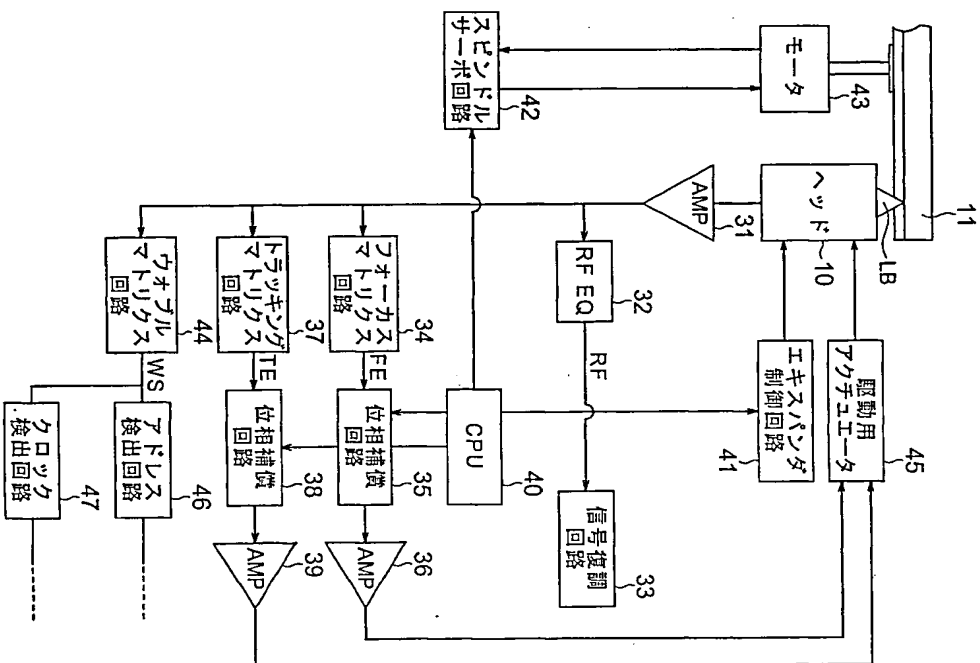 11
LB
モータ
43
ヘッド
10
駆動用
アクチュエータ
45
エキスパンダ
制御回路
41
スピンドル
サーボ回路
42
AMP
31
RF EQ
32
RF
信号復調
回路
33
CPU
40
フォーカス
マトリクス
回路
34
FE
位相補償
回路
35
AMP
36
トラッキング
マトリクス
回路
37
TE
位相補償
回路
38
AMP
39
ウォブル
マトリクス
回路
44
WS
アドレス
検出回路
46
クロック
検出回路
47